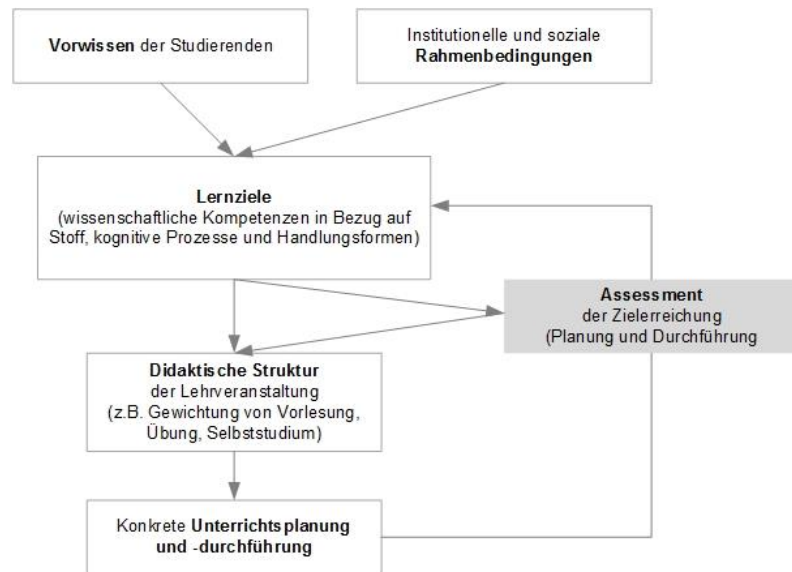 Vorwissen der Studierenden
Institutionelle und soziale
Rahmenbedingungen
Lernziele
(wissenschaftliche Kompetenzen in Bezug auf
Stoff, kognitive Prozesse und Handlungsformen)
Assessment
der Zielerreichung
(Planung und Durchführung
Didaktische Struktur
der Lehrveranstaltung
(z.B. Gewichtung von Vorlesung,
Übung, Selbststudium)
Konkrete Unterrichtsplanung
und -durchführung